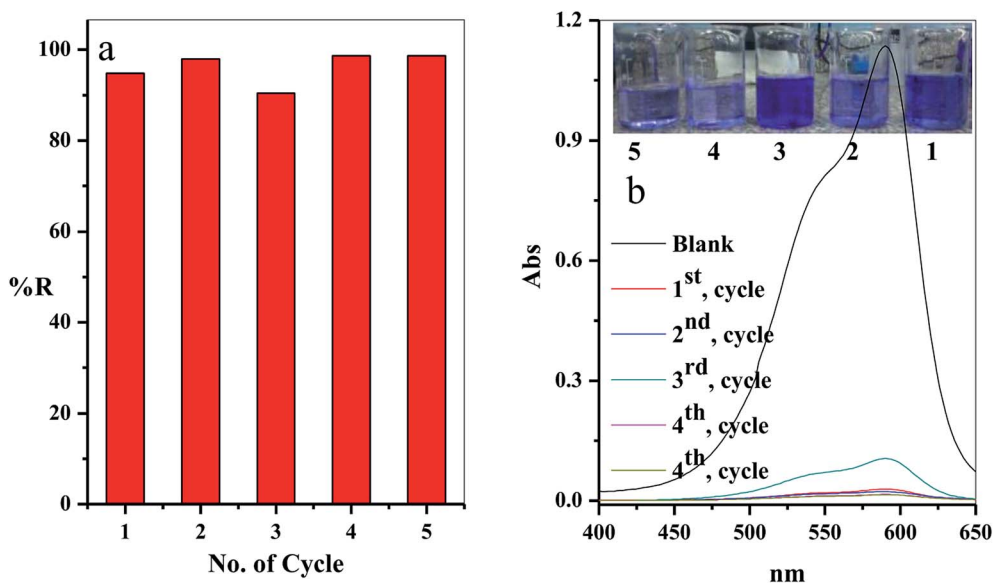 a
100
80
60
%R
40
20
0
1 2 3 4 5
No. of Cycle
1.2
0.9
0.6
0.3
0.0
Abs
5 4 3 2 1
b
Blank
1st, cycle
2nd, cycle
3rd, cycle
4th, cycle
4th, cycle
400 450 500 550 600 650
nm